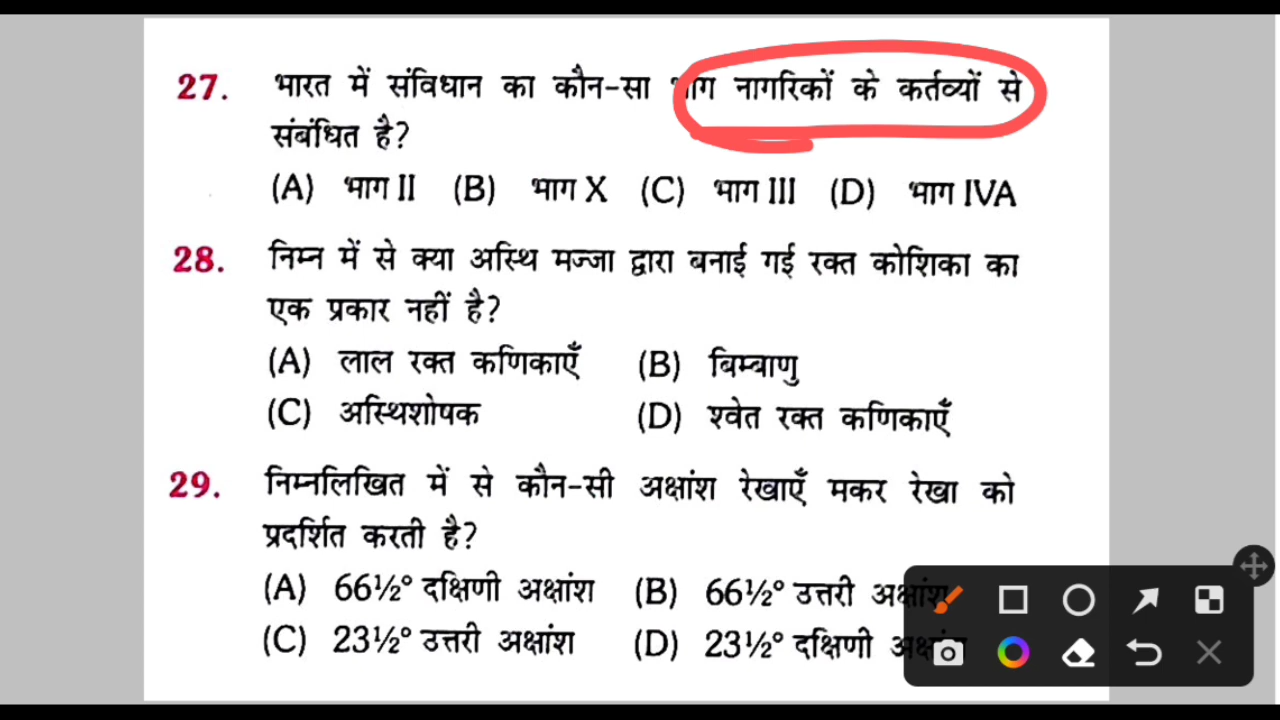 27. भारत में संविधान का कौन-सा भाग नागरिकों के कर्तव्यों से
संबंधित है?
(A) भाग II (B) भाग X (C) भाग III (D) भाग IVA
28. निम्न में से क्या अस्थि मज्जा द्वारा बनाई गई रक्त कोशिका का
एक प्रकार नहीं है?
(A) लाल रक्त कणिकाएँ (B) बिम्बाणु
(C) अस्थिशोषक (D) श्वेत रक्त कणिकाएँ
29. निम्नलिखित में से कौन-सी अक्षांश रेखाएँ मकर रेखा को
प्रदर्शित करती है?
(A) 66½° दक्षिणी अक्षांश (B) 66½° उत्तरी अक्षांश
(C) 23½° उत्तरी अक्षांश (D) 23½° दक्षिणी अक्षांश